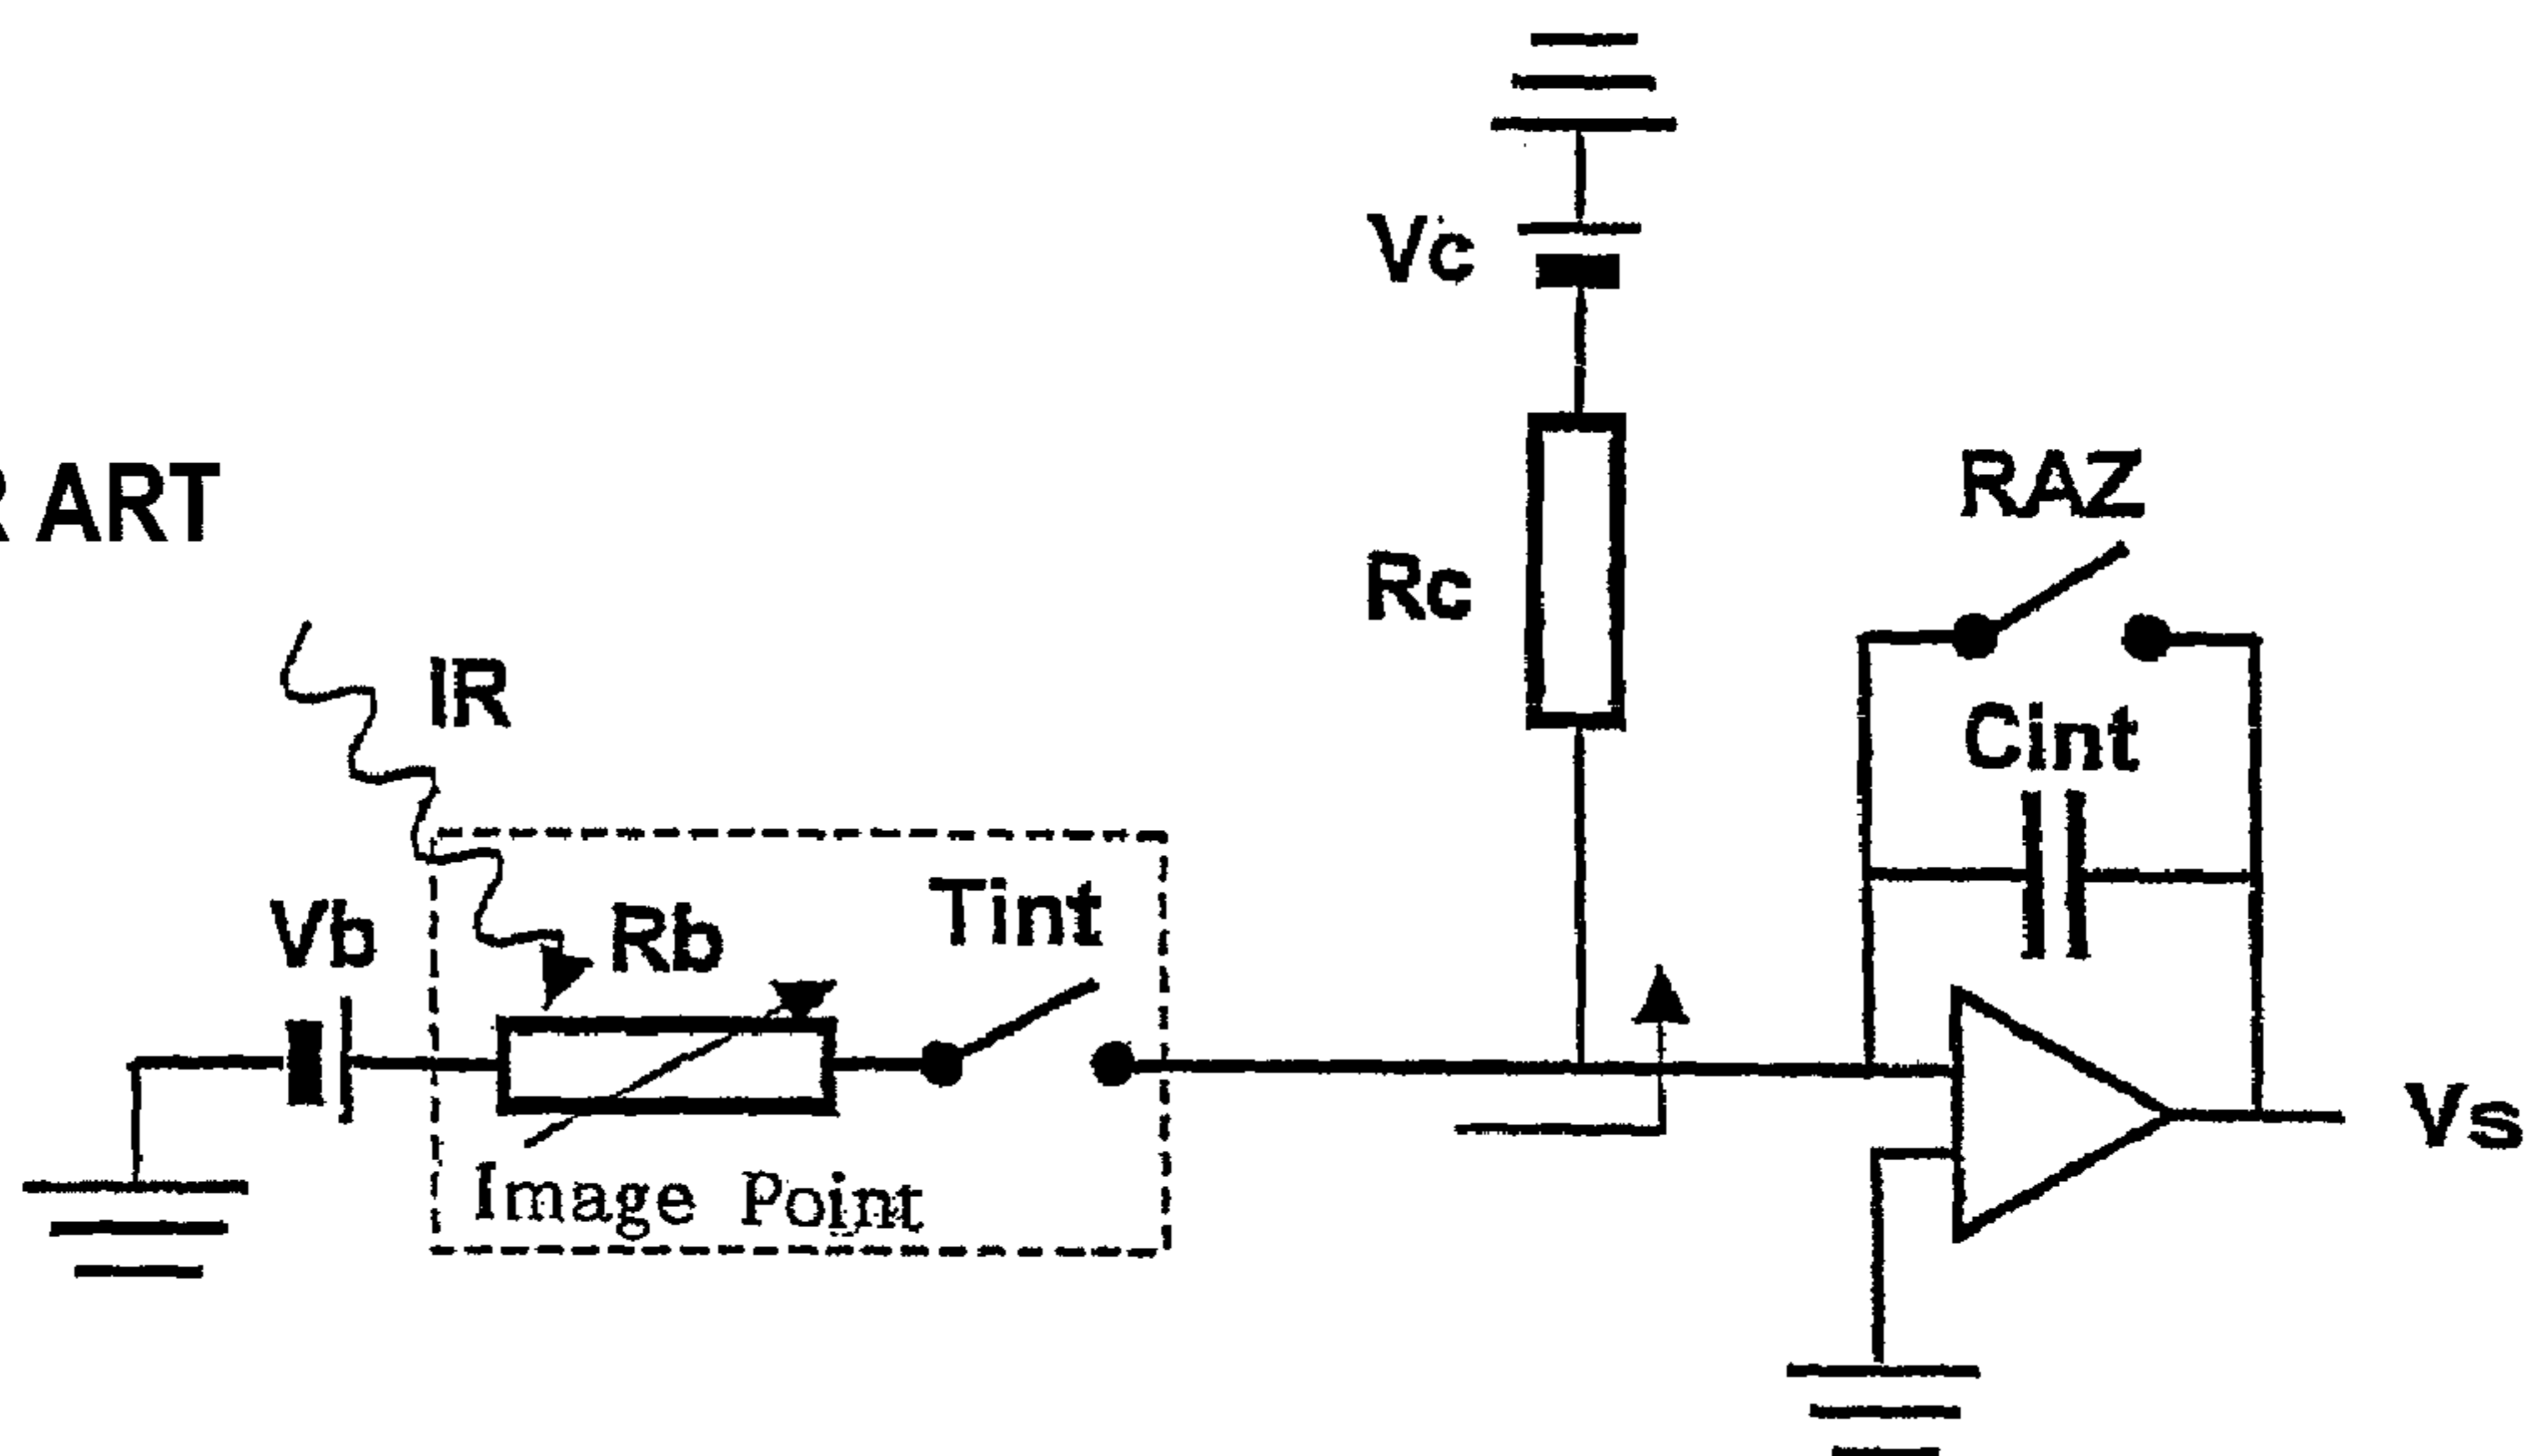 Vc
R ART
RAZ
Rc
IR
Cint
Vb
Rb
Tint
Vs
Image Point